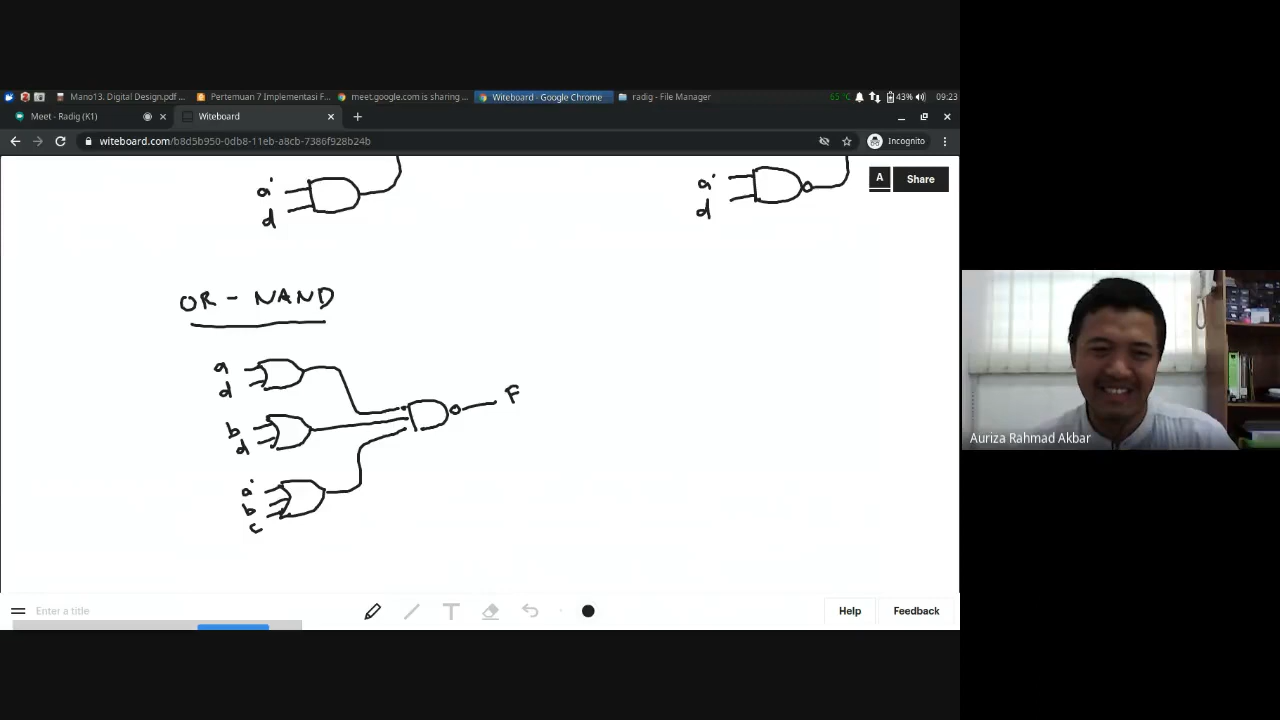 Mano13. Digital Design.pdf ...
Pertemuan 7 Implementasi F...
meet.google.com is sharing ...
Witeboard - Google Chrome
radig - File Manager
65 °C
43%
09:23
Meet - Radig (K1)
Witeboard
witeboard.com/b8d5b950-0db8-11eb-a8cb-7386f928b24b
Incognito
A Share
a'
d
a'
d
OR - NAND
a
d
F
b
d
a'
b
c
Auriza Rahmad Akbar
Enter a title
T
Help
Feedback